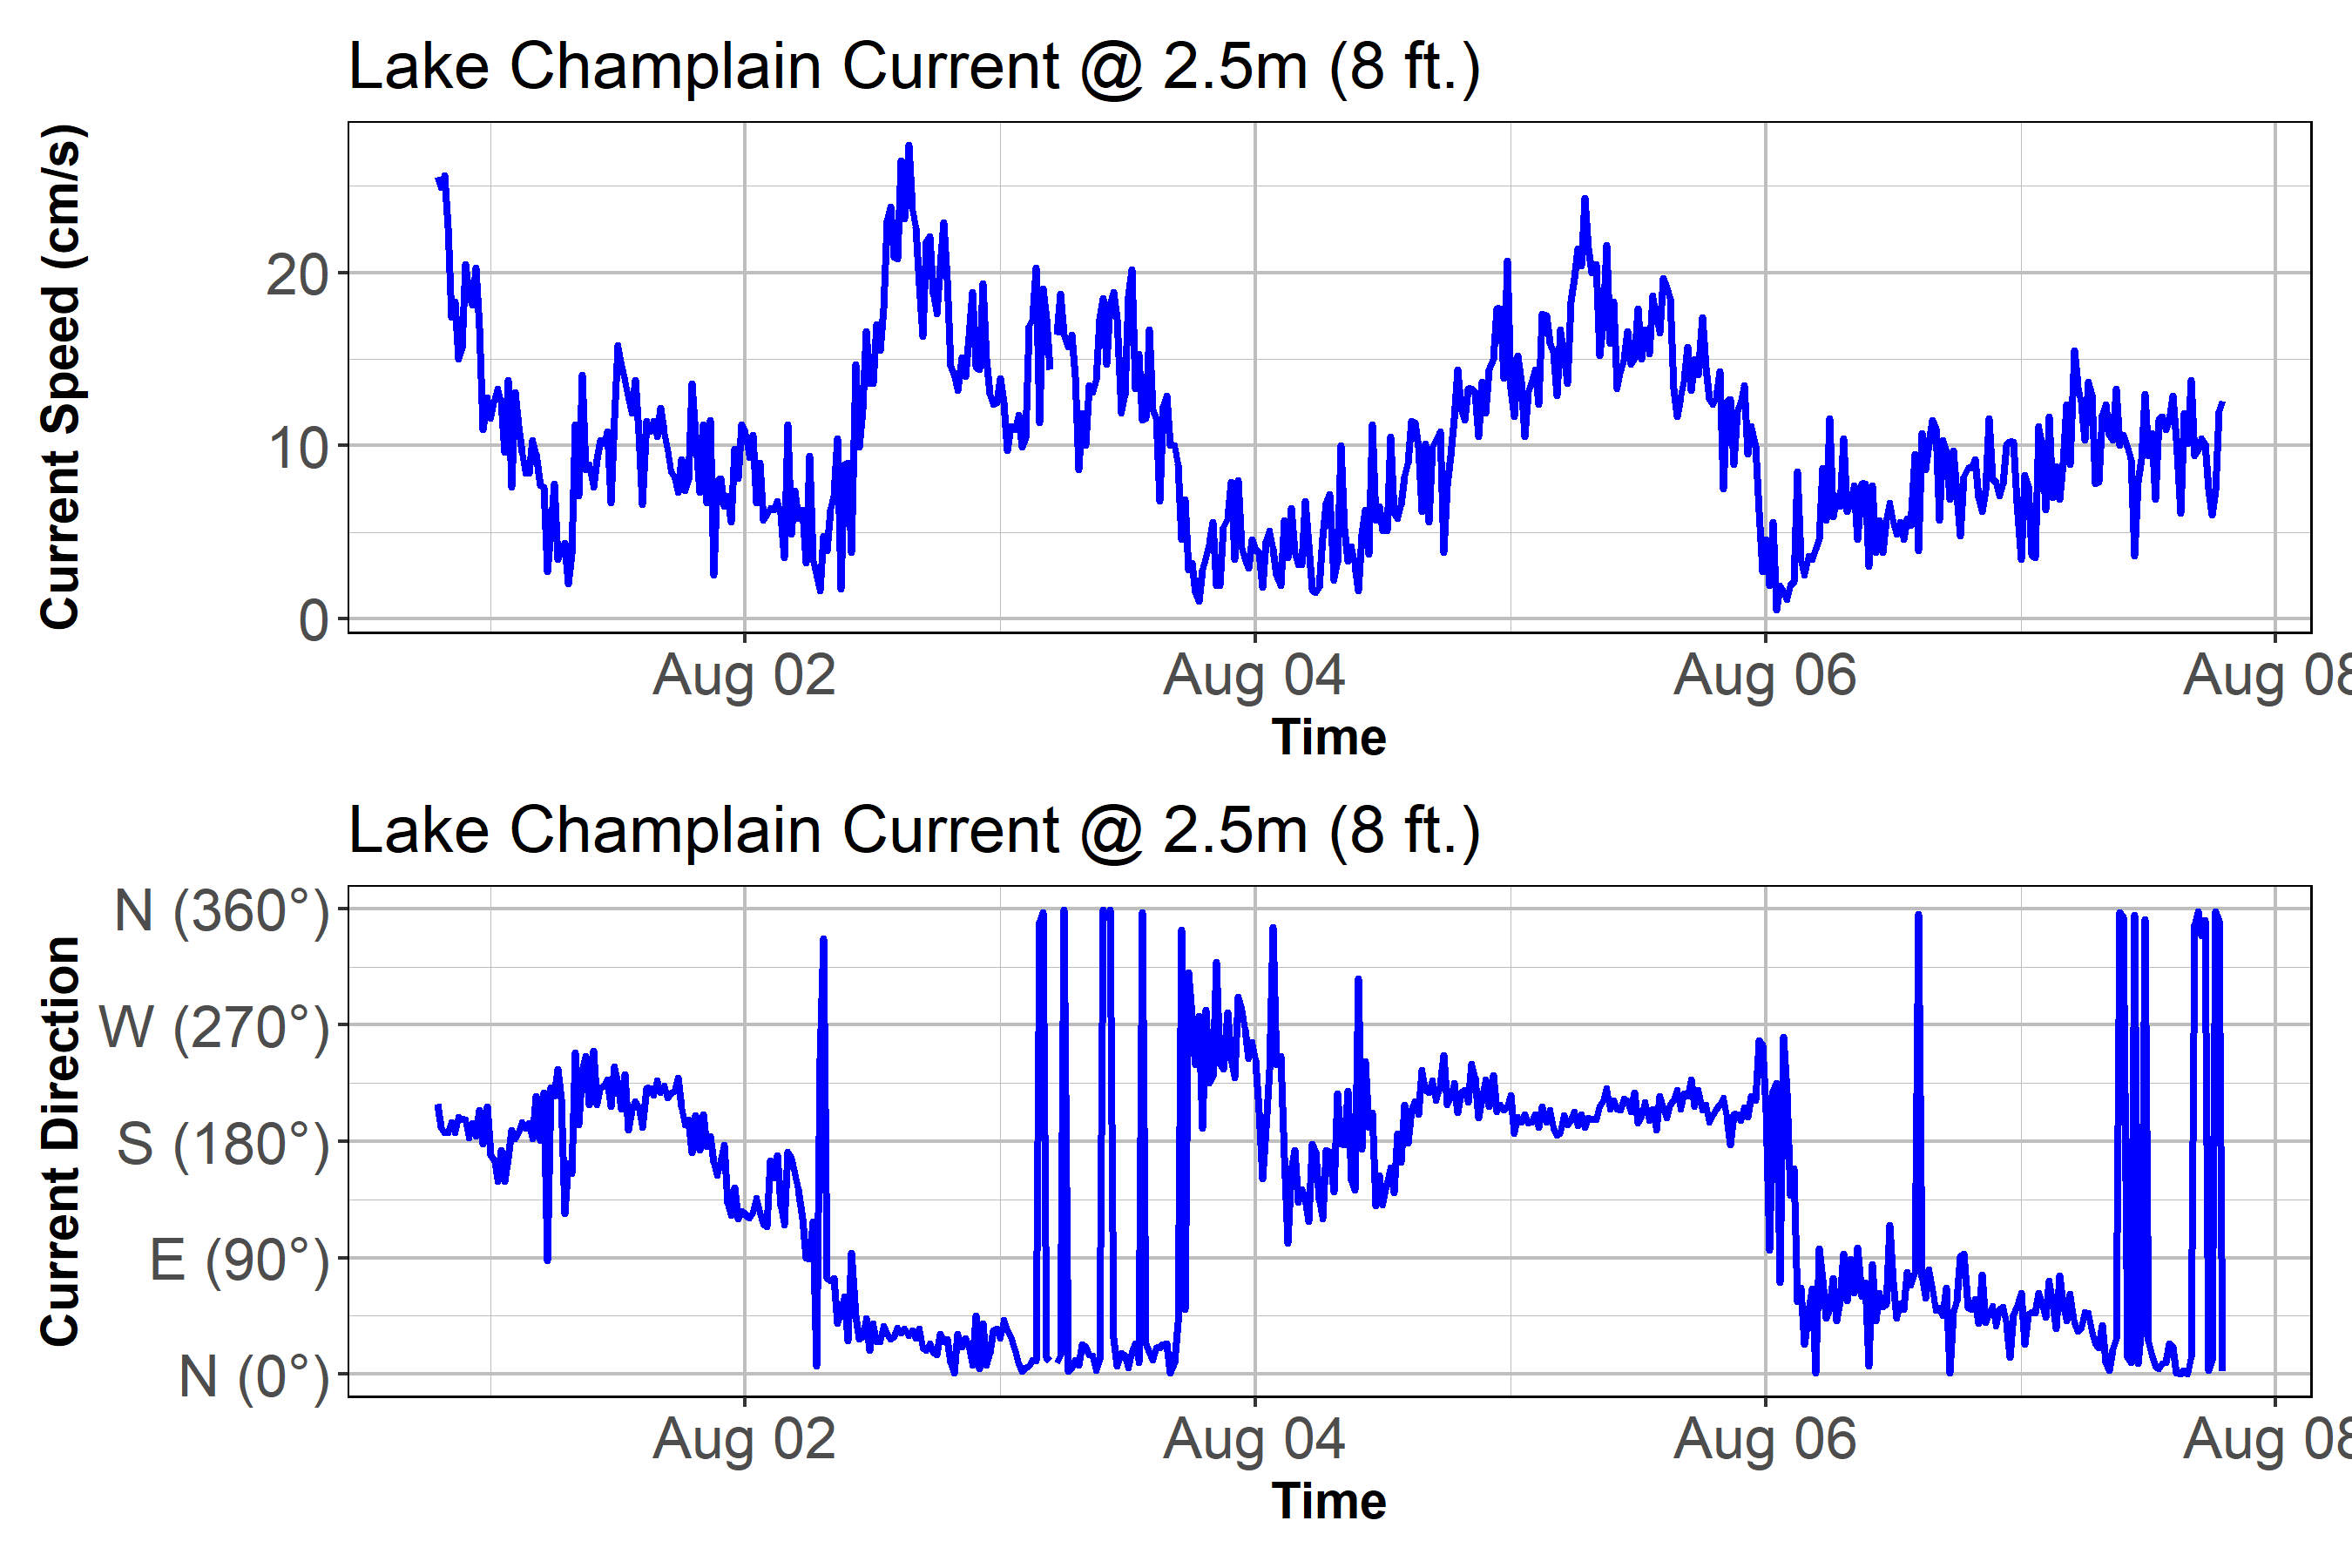 Lake Champlain Current @ 2.5m (8 ft.)
Current Speed (cm/s)
20
10
0
Aug 02 Aug 04 Aug 06 Aug 08
Time
Lake Champlain Current @ 2.5m (8 ft.)
Current Direction
N (360°)
W (270°)
S (180°)
E (90°)
N (0°)
Aug 02 Aug 04 Aug 06 Aug 08
Time